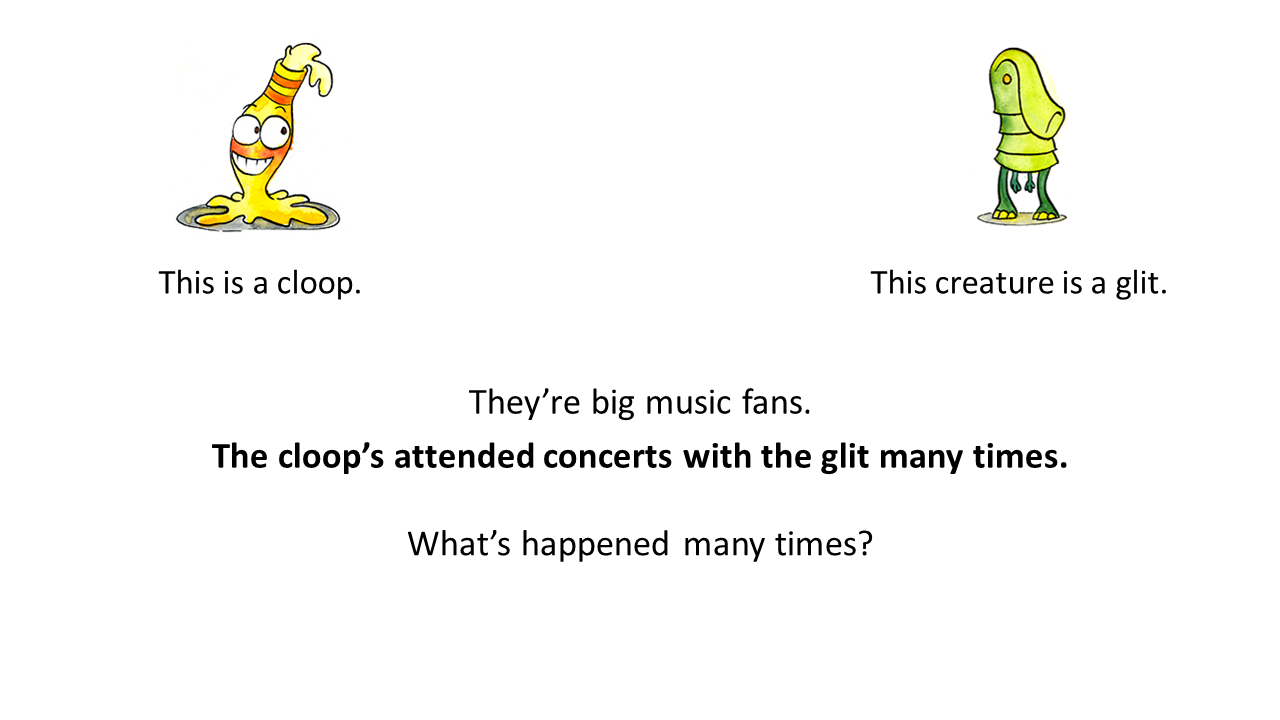 This is a cloop.
This creature is a glit.
They’re big music fans.
The cloop’s attended concerts with the glit many times.
What’s happened many times?